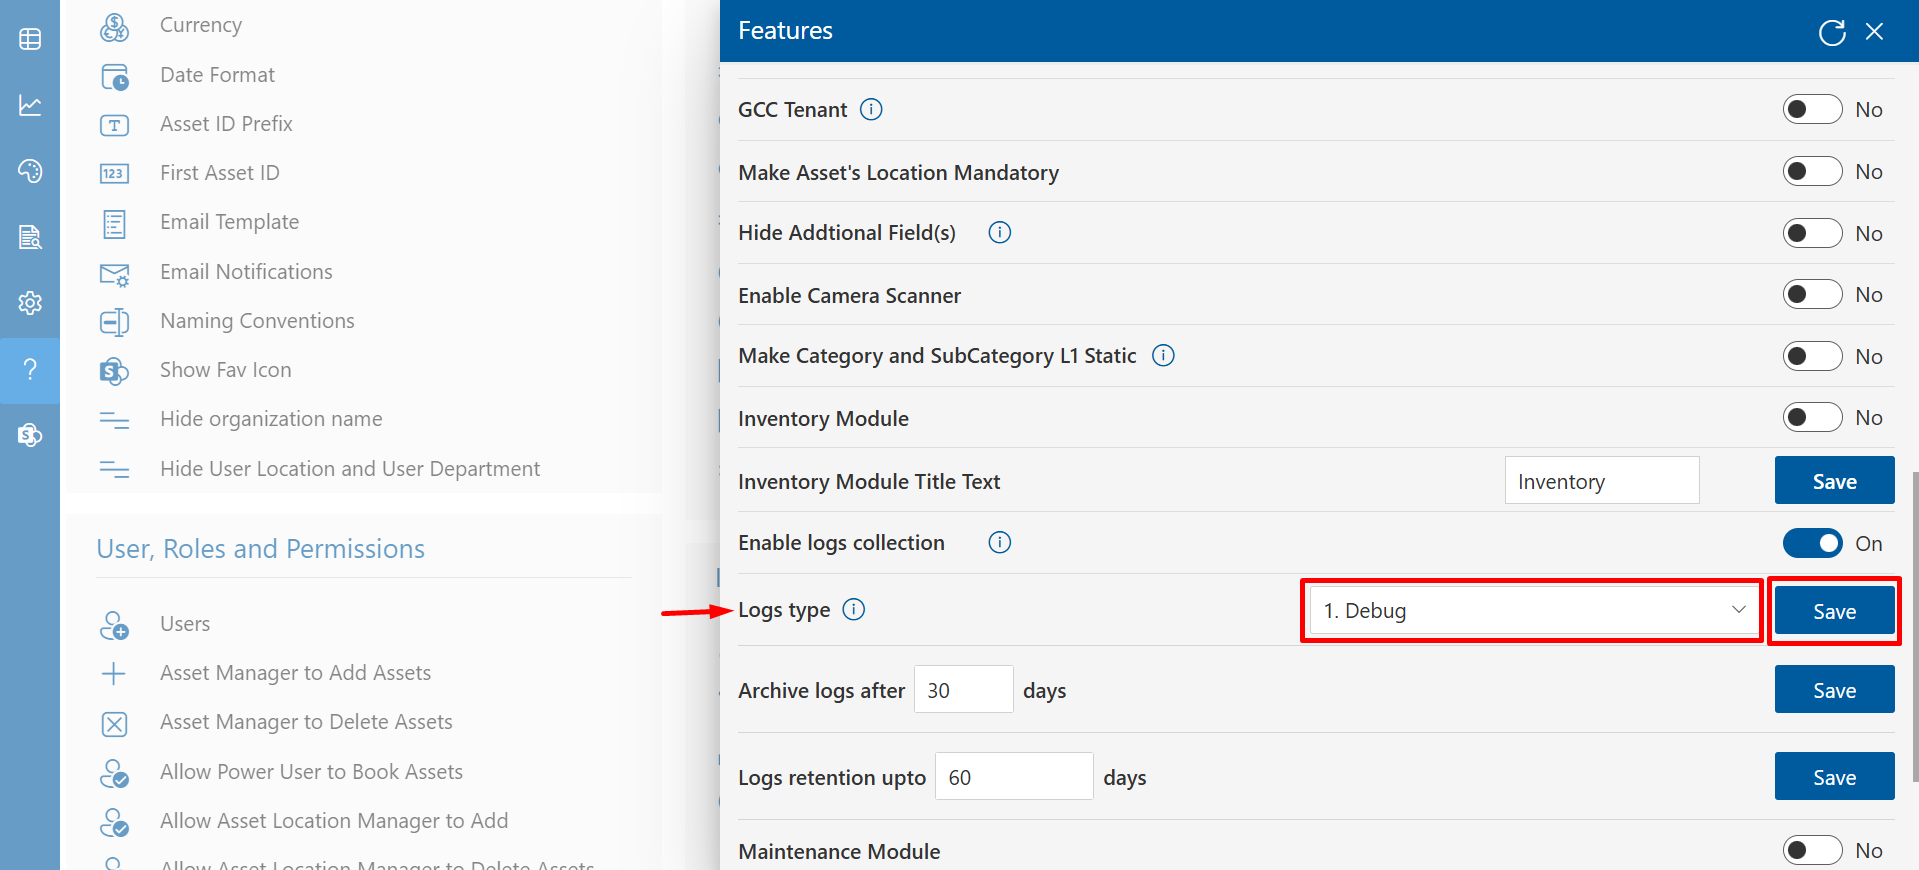 Currency
Date Format
Asset ID Prefix
First Asset ID
Email Template
Email Notifications
Naming Conventions
Show Fav Icon
Hide organization name
Hide User Location and User Department
User, Roles and Permissions
Users
Asset Manager to Add Assets
Asset Manager to Delete Assets
Allow Power User to Book Assets
Allow Asset Location Manager to Add
Allow Asset Location Manager to Delete Assets
Features
GCC Tenant
No
Make Asset's Location Mandatory
No
Hide Addtional Field(s)
No
Enable Camera Scanner
No
Make Category and SubCategory L1 Static
No
Inventory Module
No
Inventory Module Title Text
Inventory
Save
Enable logs collection
On
Logs type
1. Debug
Save
Archive logs after 30 days
Save
Logs retention upto 60 days
Save
Maintenance Module
No